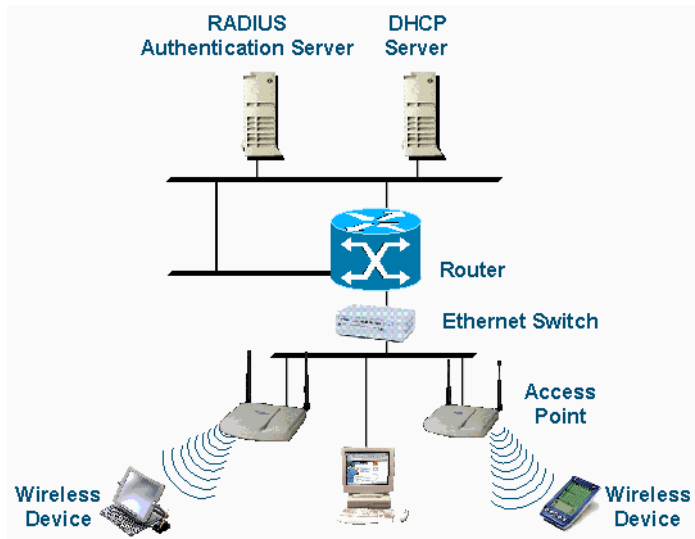 RADIUS
Authentication Server
DHCP
Server
Router
Ethernet Switch
Access
Point
Wireless
Device
Wireless
Device